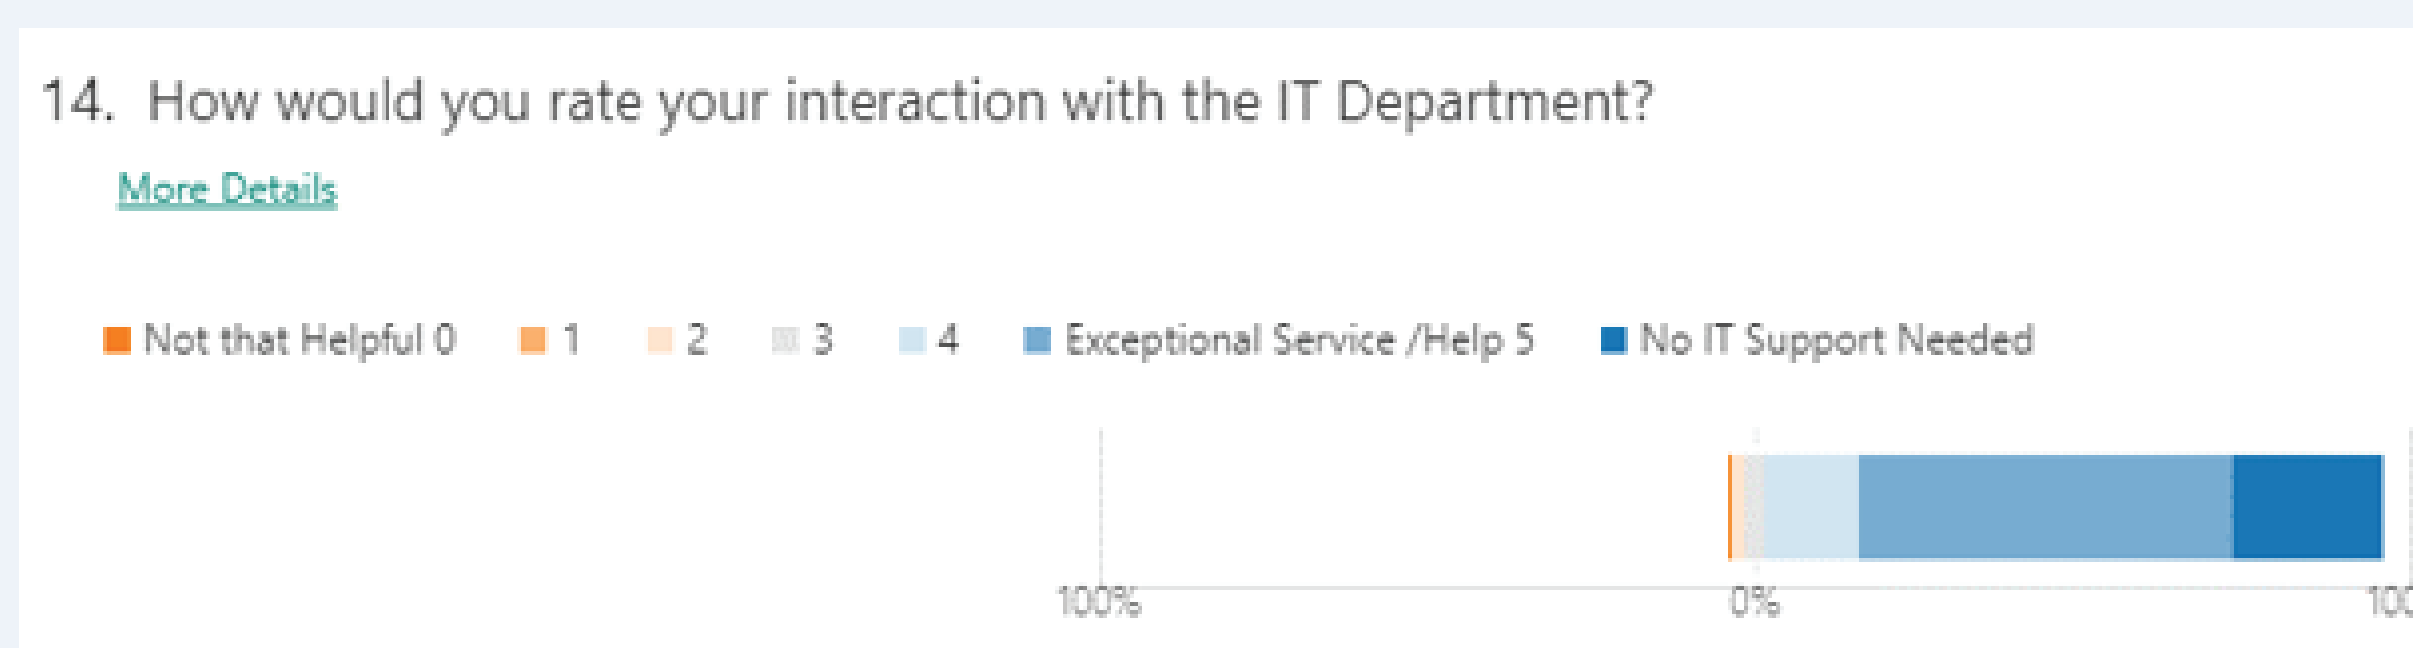 14. How would you rate your interaction with the IT Department?
More Details
Not that Helpful 0 1 2 3 4 Exceptional Service /Help 5 No IT Support Needed
100% 0% 100